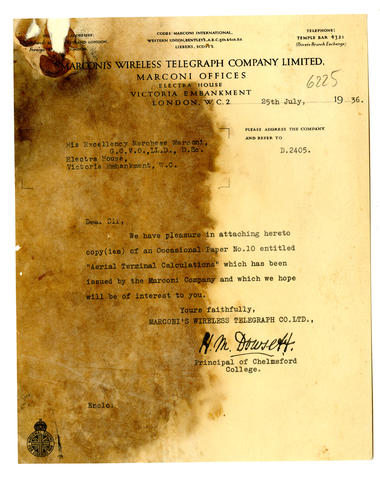 CODES: MARCONI INTERNATIONAL,
WESTERN UNION, BENTLEY'S, A.B.C. 5th & 6th Ed
LIEBERS,
TELEPHONE:
TEMPLE BAR 4321
(Private Branch Exchange)
LONDON.
MARCONI'S WIRELESS TELEGRAPH COMPANY LIMITED.
MARCONI OFFICES
ELECTRA HOUSE
VICTORIA EMBANKMENT
LONDON, W.C.2
6225
25th July, 1936.
PLEASE ADDRESS THE COMPANY
AND REFER TO
D.2405.
His Excellency Marchese Marconi,
G.C.V.O., LL.D., D.Sc.
Electra House,
Victoria Embankment, W.C.
We have pleasure in attaching hereto
copy(ies) of an Occasional Paper No.10 entitled
"Aerial Terminal Calculations" which has been
issued by the Marconi Company and which we hope
will be of interest to you.
Yours faithfully,
MARCONI'S WIRELESS TELEGRAPH CO.LTD.,
H. M. Dowsett.
Principal of Chelmsford
College.
Enclo.